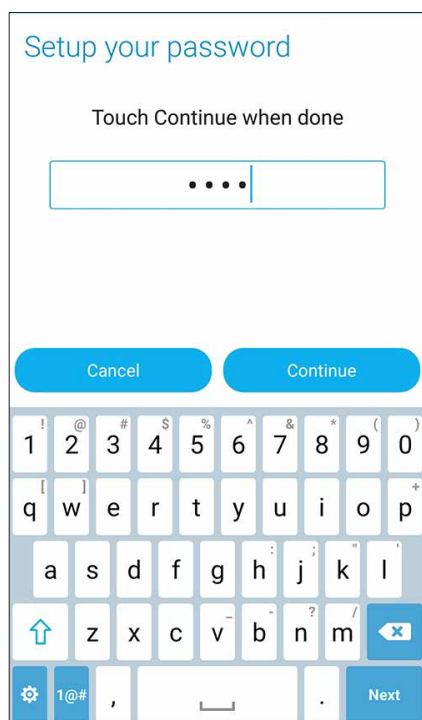 Setup your password
Touch Continue when done
••••
Cancel Continue
! @ # $ % ^ & * ( )
1 2 3 4 5 6 7 8 9 0
[ ] +
q w e r t y u i o p
: ; " '
a s d f g h j k l
_ - ? /
z x c v b n m
1@# , . Next